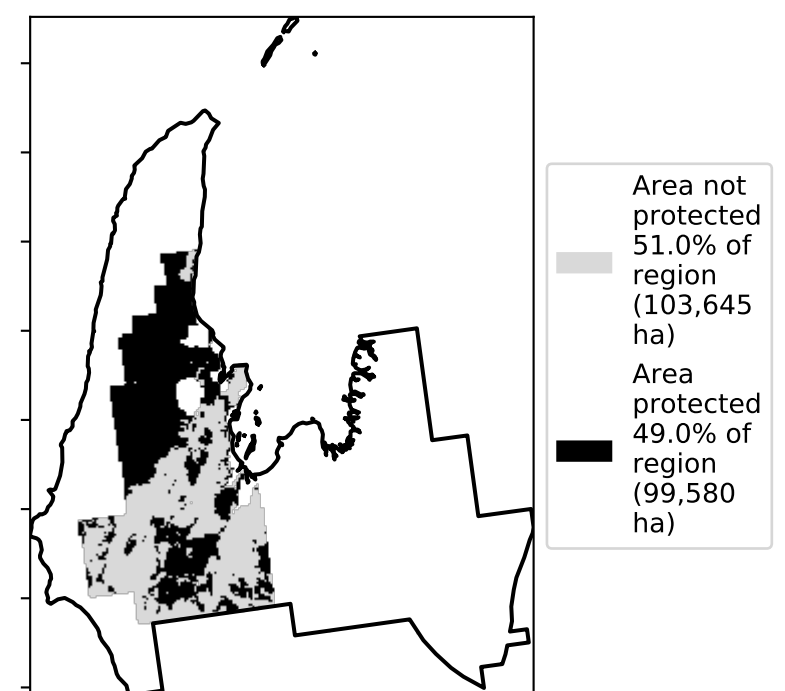 Area not
protected
51.0% of
region
(103,645
ha)
Area
protected
49.0% of
region
(99,580
ha)